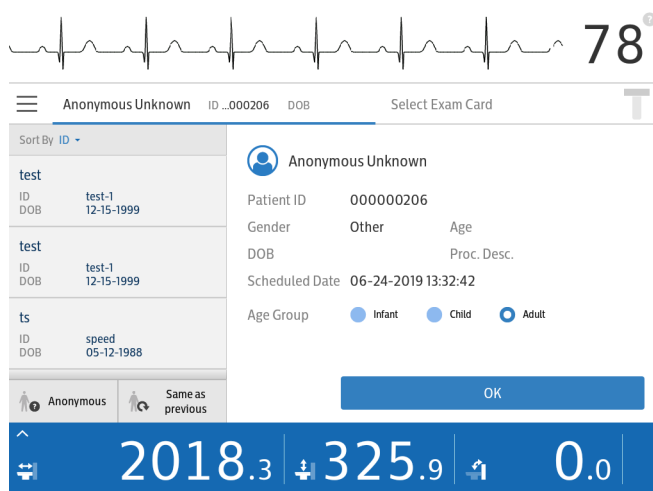 78
?
Anonymous Unknown ID ...000206 DOB Select Exam Card
Sort By ID
test
ID test-1
DOB 12-15-1999
test
ID test-1
DOB 12-15-1999
ts
ID speed
DOB 05-12-1988
? Anonymous
Same as
previous
Anonymous Unknown
Patient ID 000000206
Gender Other Age
DOB Proc. Desc.
Scheduled Date 06-24-2019 13:32:42
Age Group Infant Child Adult
OK
2018.3 325.9 0.0